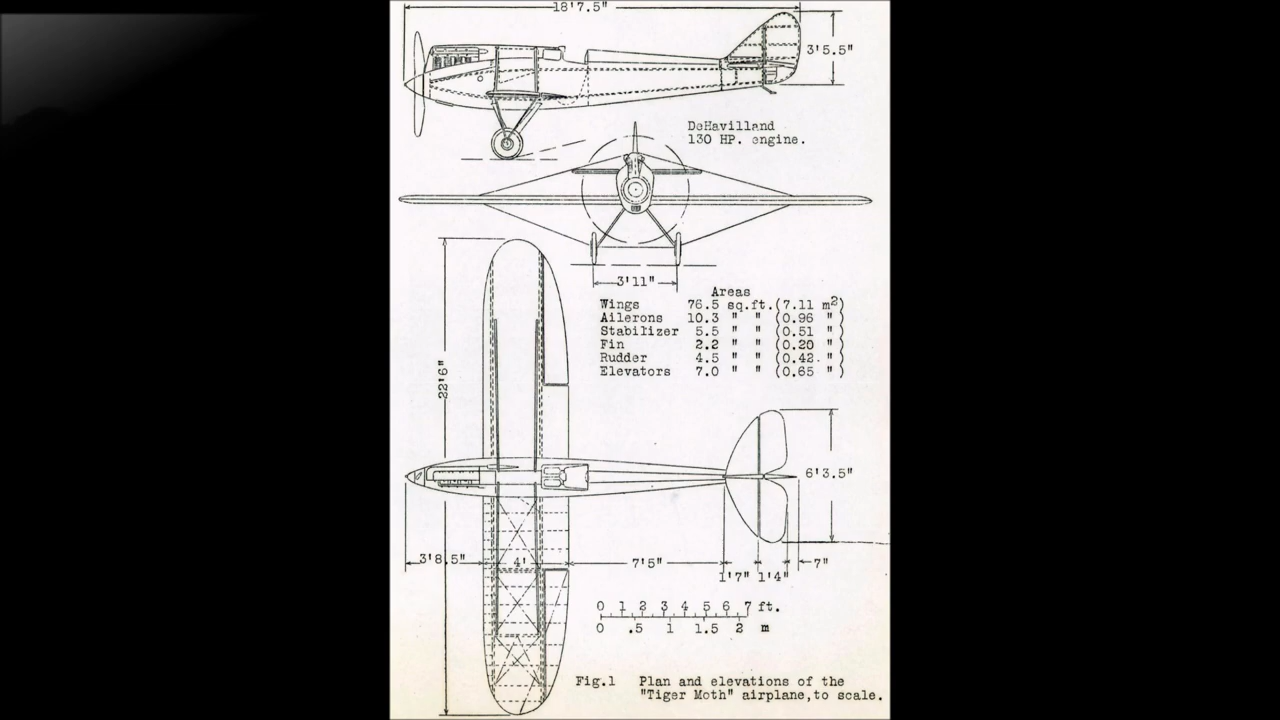 18'7.5"
3'5.5"
DeHavilland
130 HP. engine.
3'11"
Areas
Wings 76.5 sq.ft.(7.11 m2)
Ailerons 10.3 " " (0.96 " )
Stabilizer 5.5 " " (0.51 " )
Fin 2.2 " " (0.20 " )
Rudder 4.5 " " (0.42 " )
Elevators 7.0 " " (0.65 " )
22'6"
6'3.5"
3'8.5" 4' 7'5" 7"
1'7" 1'4"
0 1 2 3 4 5 6 7 ft.
0 .5 1 1.5 2 m
Fig.1 Plan and elevations of the
"Tiger Moth" airplane,to scale.